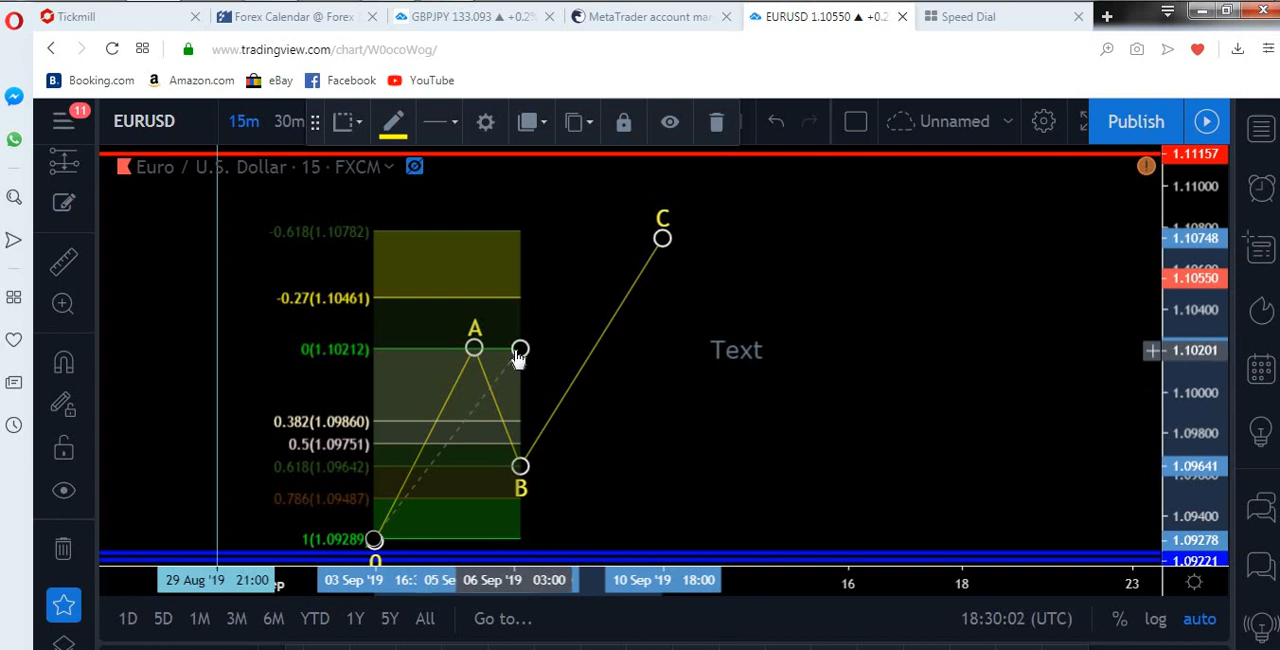 Tickmill
Forex Calendar @ Forex
GBPJPY 133.093 ▲ +0.2%
MetaTrader account ma
EURUSD 1.10550 ▲ +0.2
Speed Dial
www.tradingview.com/chart/W0ocoWog/
Booking.com
Amazon.com
eBay
Facebook
YouTube
11
EURUSD
15m
30m
Unnamed
Publish
Euro / U.S. Dollar · 15 · FXCM
1.11157
1.11000
1.10748
1.10550
1.10400
1.10201
1.10000
1.09800
1.09641
1.09400
1.09278
1.09221
-0.618(1.10782)
-0.27(1.10461)
0(1.10212)
0.382(1.09860)
0.5(1.09751)
0.618(1.09642)
0.786(1.09487)
1(1.09289
A
B
C
0
Text
29 Aug '19 21:00
03 Sep '19 16:
05 Se
06 Sep '19 03:00
10 Sep '19 18:00
16
18
23
1D 5D 1M 3M 6M YTD 1Y 5Y All Go to...
18:30:02 (UTC)
% log auto